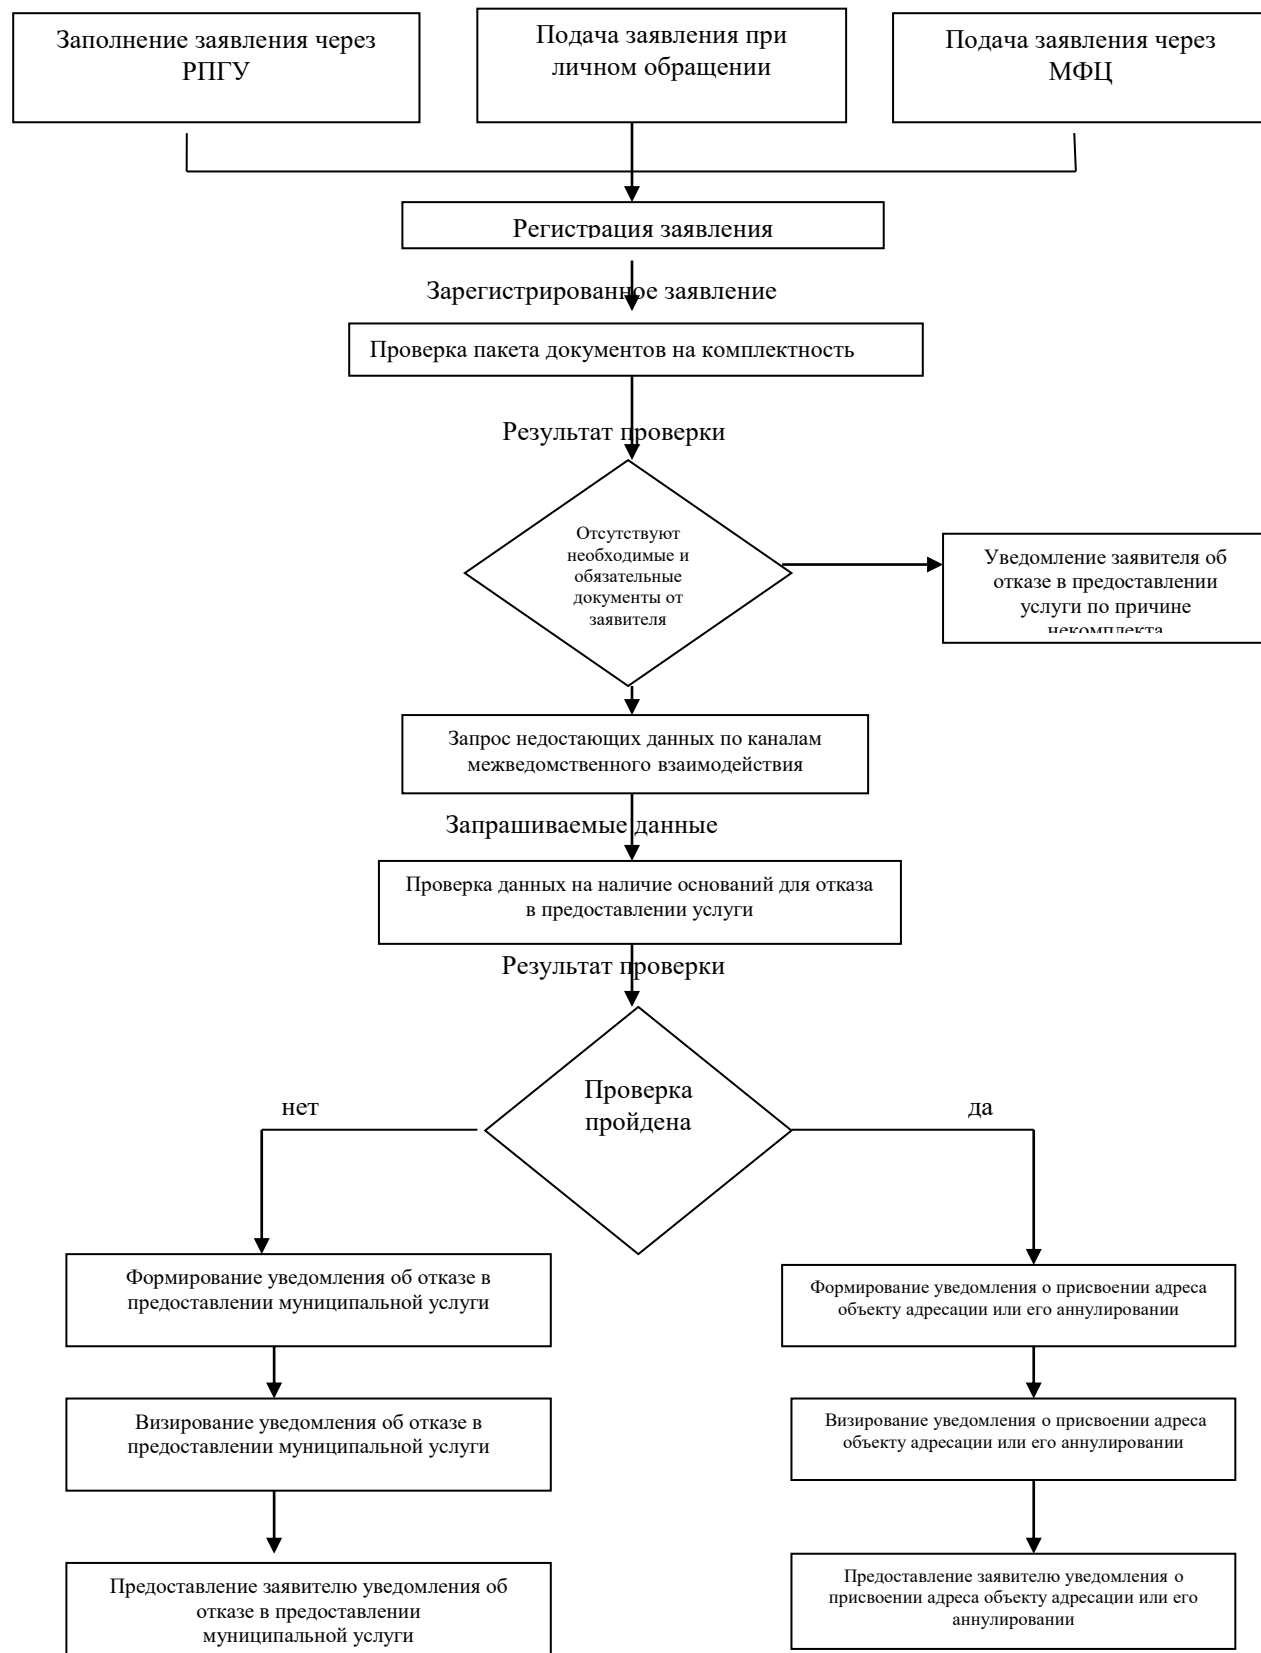 Заполнение заявления через
РПГУ
Подача заявления при
личном обращении
Подача заявления через
МФЦ
Регистрация заявления
Зарегистрированное заявление
Проверка пакета документов на комплектность
Результат проверки
Отсутствуют
необходимые и
обязательные
документы от
заявителя
Уведомление заявителя об
отказе в предоставлении
услуги по причине
некомплекта
Запрос недостающих данных по каналам
межведомственного взаимодействия
Запрашиваемые данные
Проверка данных на наличие оснований для отказа
в предоставлении услуги
Результат проверки
Проверка
пройдена
нет
да
Формирование уведомления об отказе в
предоставлении муниципальной услуги
Формирование уведомления о присвоении адреса
объекту адресации или его аннулировании
Визирование уведомления об отказе в
предоставлении муниципальной услуги
Визирование уведомления о присвоении адреса
объекту адресации или его аннулировании
Предоставление заявителю уведомления об
отказе в предоставлении
муниципальной услуги
Предоставление заявителю уведомления о
присвоении адреса объекту адресации или его
аннулировании